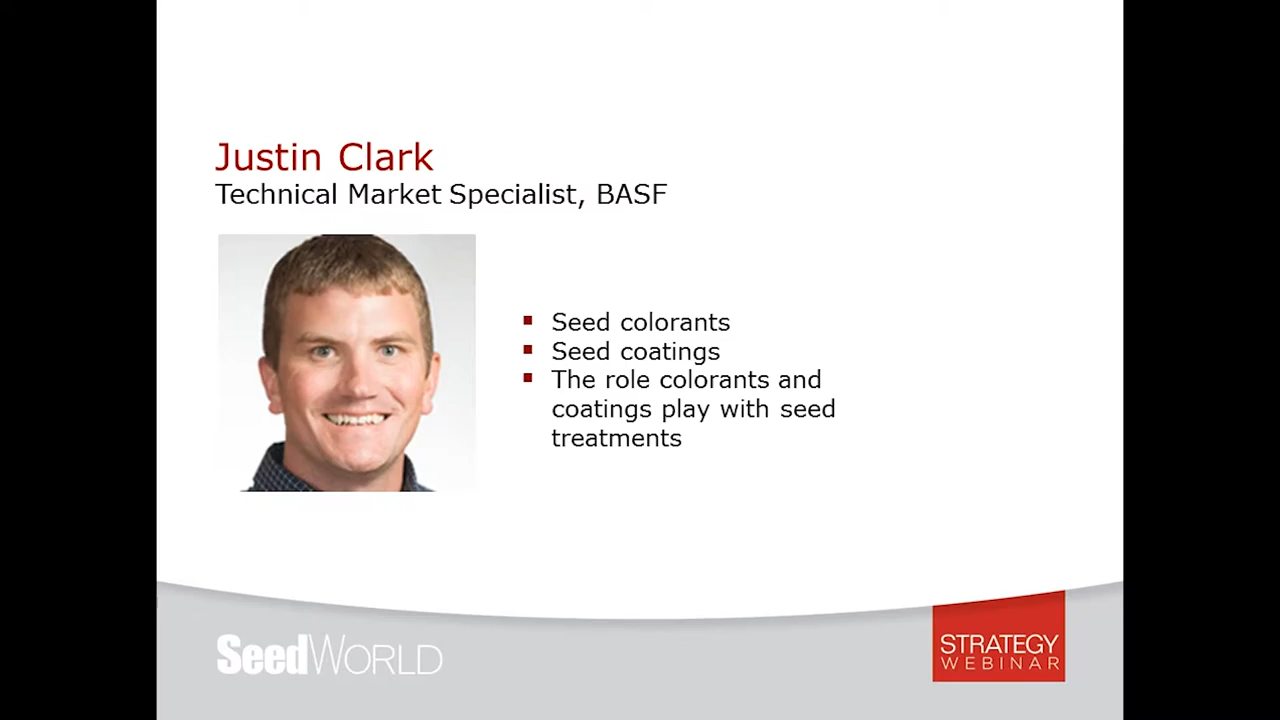 Justin Clark
Technical Market Specialist, BASF
▪ Seed colorants
▪ Seed coatings
▪ The role colorants and
coatings play with seed
treatments
SeedWORLD
STRATEGY
WEBINAR